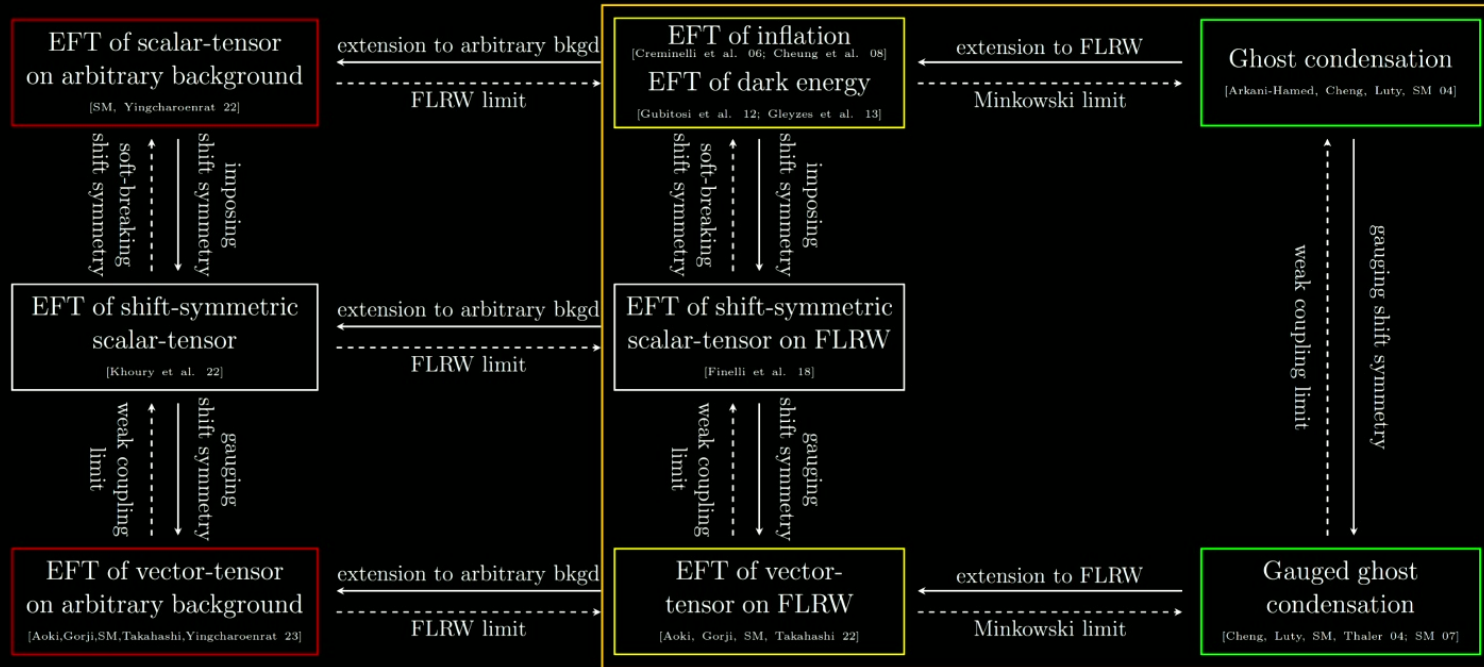 EFT of scalar-tensor
on arbitrary background
[SM, Yingcharoenrat 22]
extension to arbitrary bkgd
FLRW limit
EFT of inflation
[Creminelli et al. 06; Cheung et al. 08]
EFT of dark energy
[Gubitosi et al. 12; Gleyzes et al. 13]
extension to FLRW
Minkowski limit
Ghost condensation
[Arkani-Hamed, Cheng, Luty, SM 04]
soft-breaking
shift symmetry
imposing
shift symmetry
soft-breaking
shift symmetry
imposing
shift symmetry
weak coupling limit
gauging shift symmetry
EFT of shift-symmetric
scalar-tensor
[Khoury et al. 22]
extension to arbitrary bkgd
FLRW limit
EFT of shift-symmetric
scalar-tensor on FLRW
[Finelli et al. 18]
weak coupling
limit
gauging
shift symmetry
weak coupling
limit
gauging
shift symmetry
EFT of vector-tensor
on arbitrary background
[Aoki,Gorji,SM,Takahashi,Yingcharoenrat 23]
extension to arbitrary bkgd
FLRW limit
EFT of vector-
tensor on FLRW
[Aoki, Gorji, SM, Takahashi 22]
extension to FLRW
Minkowski limit
Gauged ghost
condensation
[Cheng, Luty, SM, Thaler 04; SM 07]